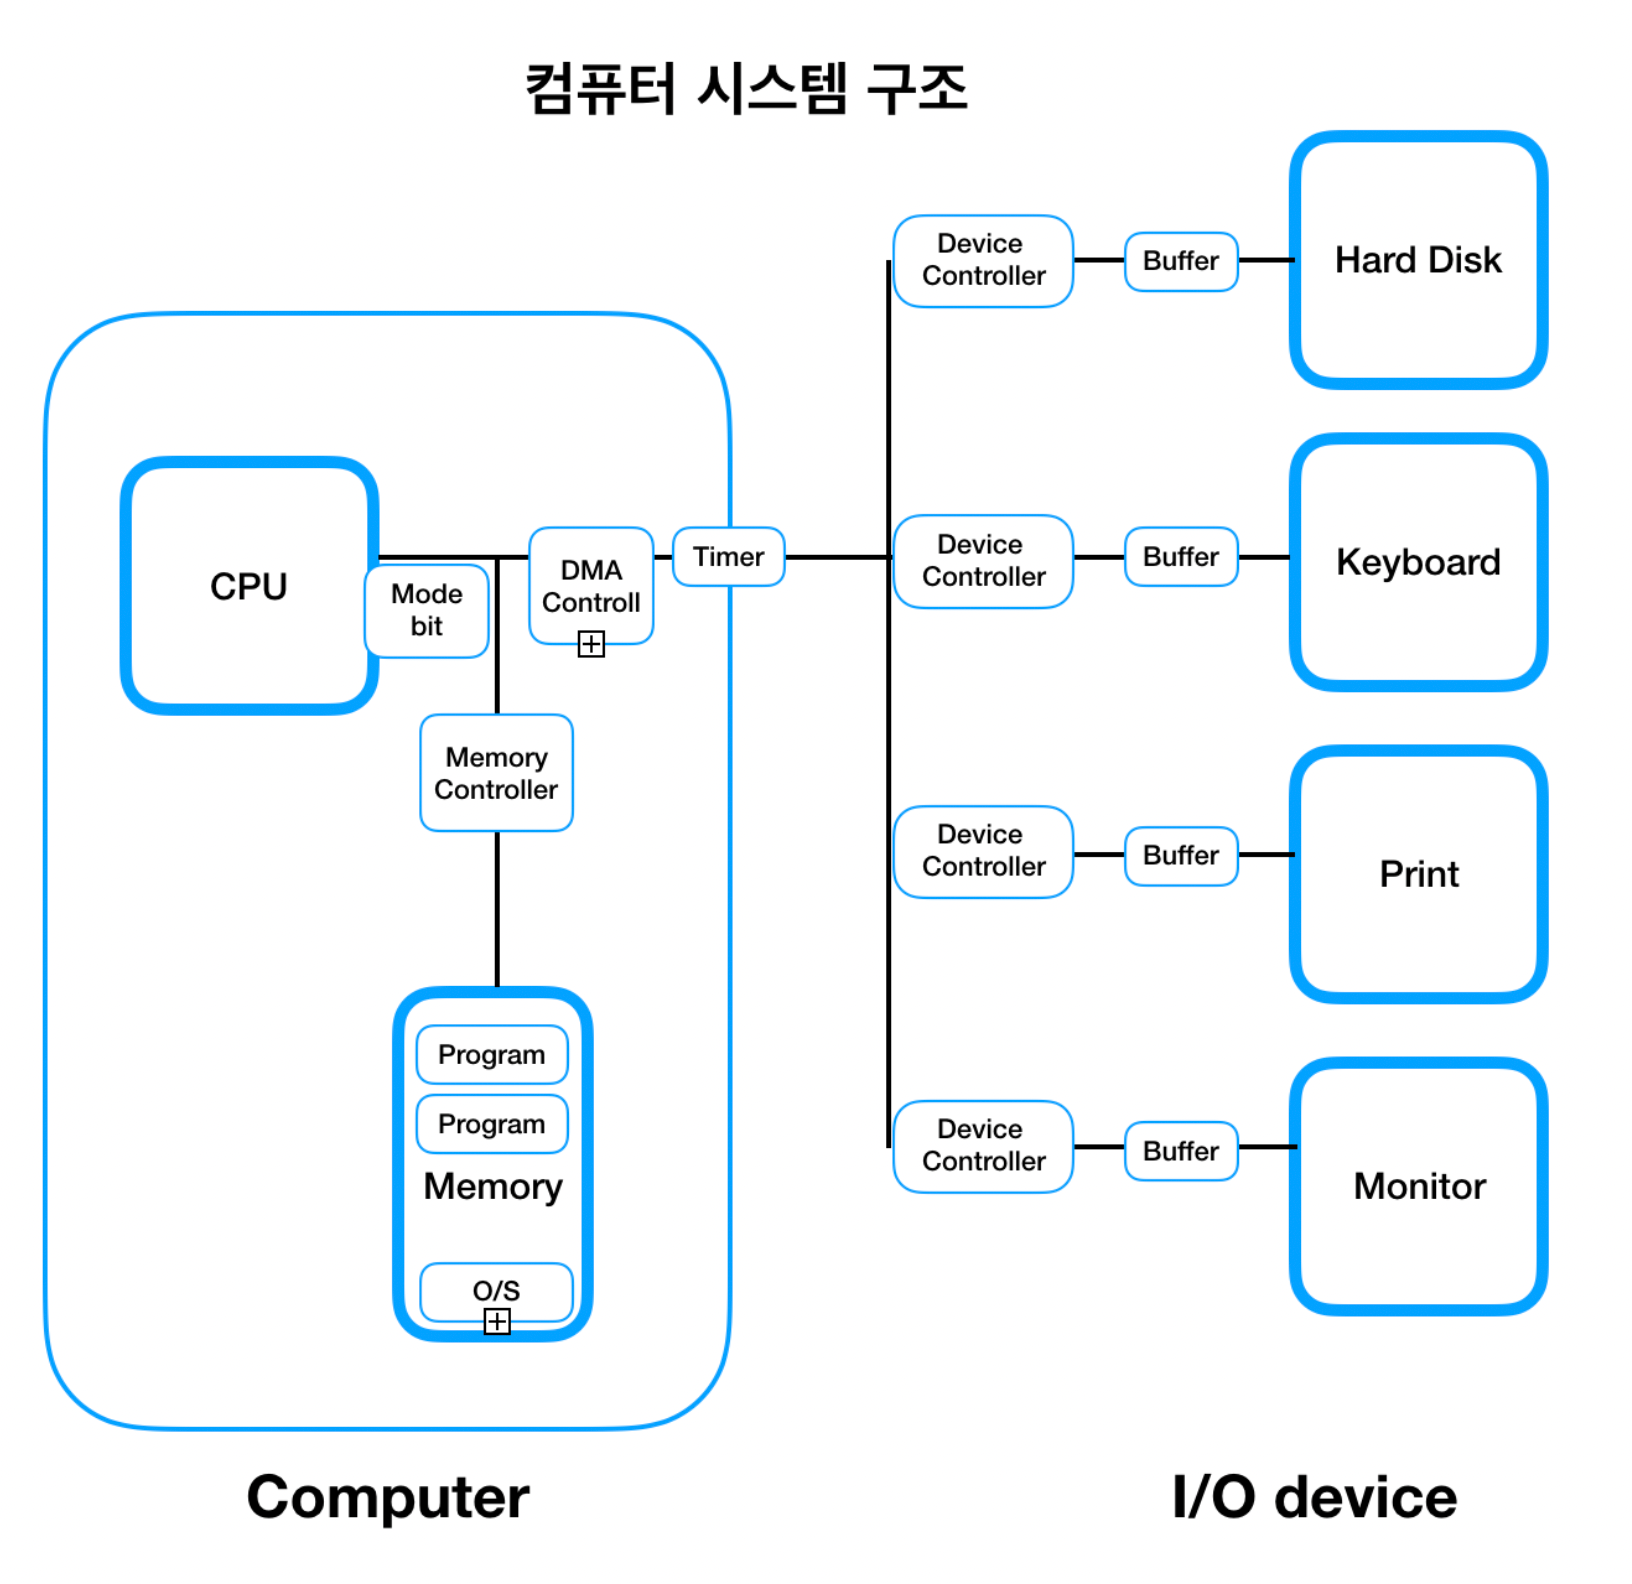 컴퓨터 시스템 구조
CPU
Mode
bit
DMA
Controll
Timer
Memory
Controller
Program
Program
Memory
O/S
Computer
Device
Controller
Buffer
Hard Disk
Device
Controller
Buffer
Keyboard
Device
Controller
Buffer
Print
Device
Controller
Buffer
Monitor
I/O device